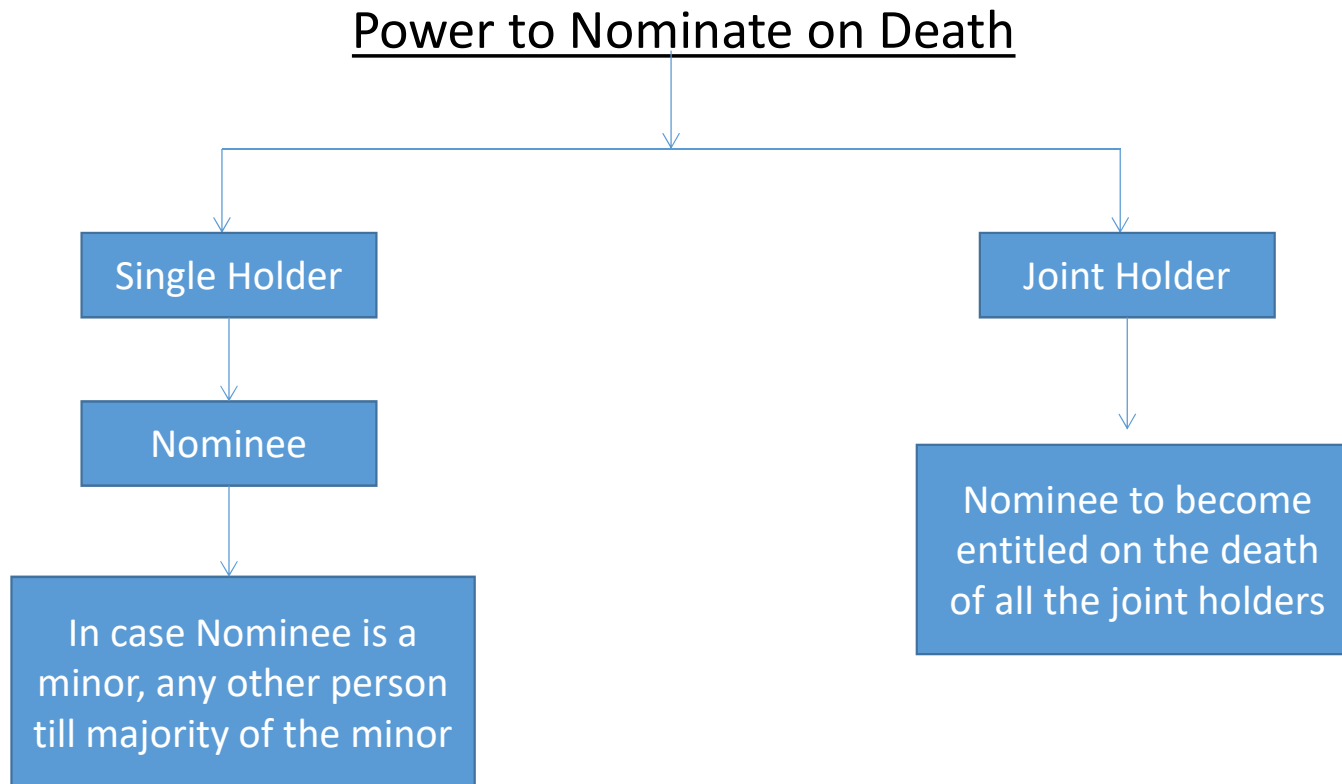 Power to Nominate on Death
Single Holder
Joint Holder
Nominee
Nominee to become
entitled on the death
of all the joint holders
In case Nominee is a
minor, any other person
till majority of the minor